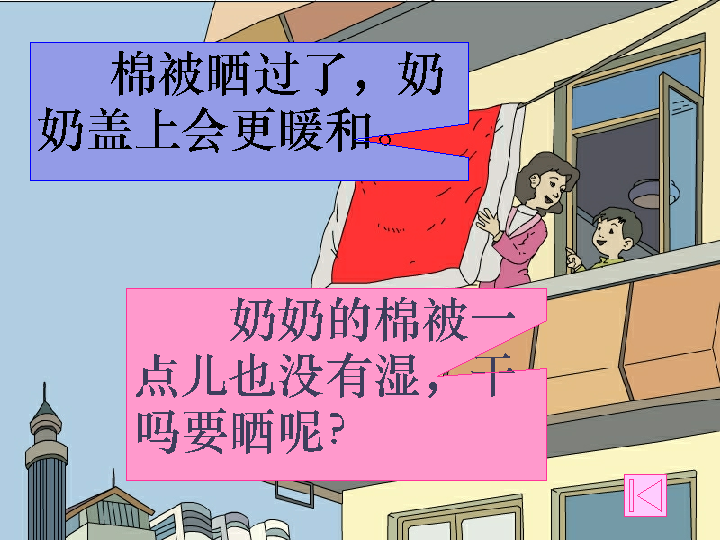 棉被晒过了，奶
奶盖上会更暖和。
奶奶的棉被一
点儿也没有湿，干
吗要晒呢？